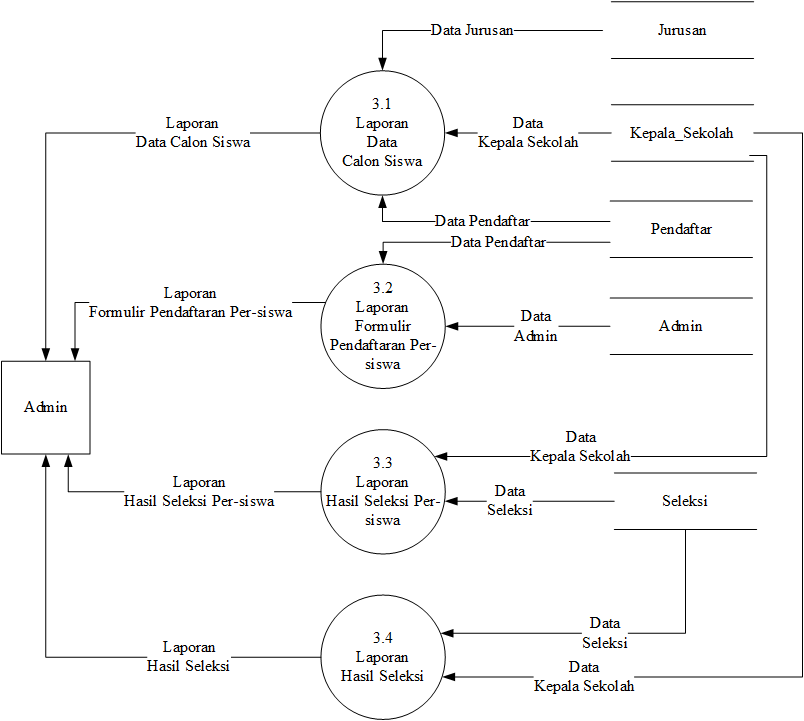 Data Jurusan
Jurusan
3.1
Laporan
Data
Calon Siswa
Laporan
Data Calon Siswa
Data
Kepala Sekolah
Kepala_Sekolah
Data Pendaftar
Data Pendaftar
Pendaftar
3.2
Laporan
Formulir
Pendaftaran Per-
siswa
Laporan
Formulir Pendaftaran Per-siswa
Data
Admin
Admin
Admin
Data
Kepala Sekolah
3.3
Laporan
Hasil Seleksi Per-
siswa
Laporan
Hasil Seleksi Per-siswa
Data
Seleksi
Seleksi
3.4
Laporan
Hasil Seleksi
Laporan
Hasil Seleksi
Data
Seleksi
Data
Kepala Sekolah